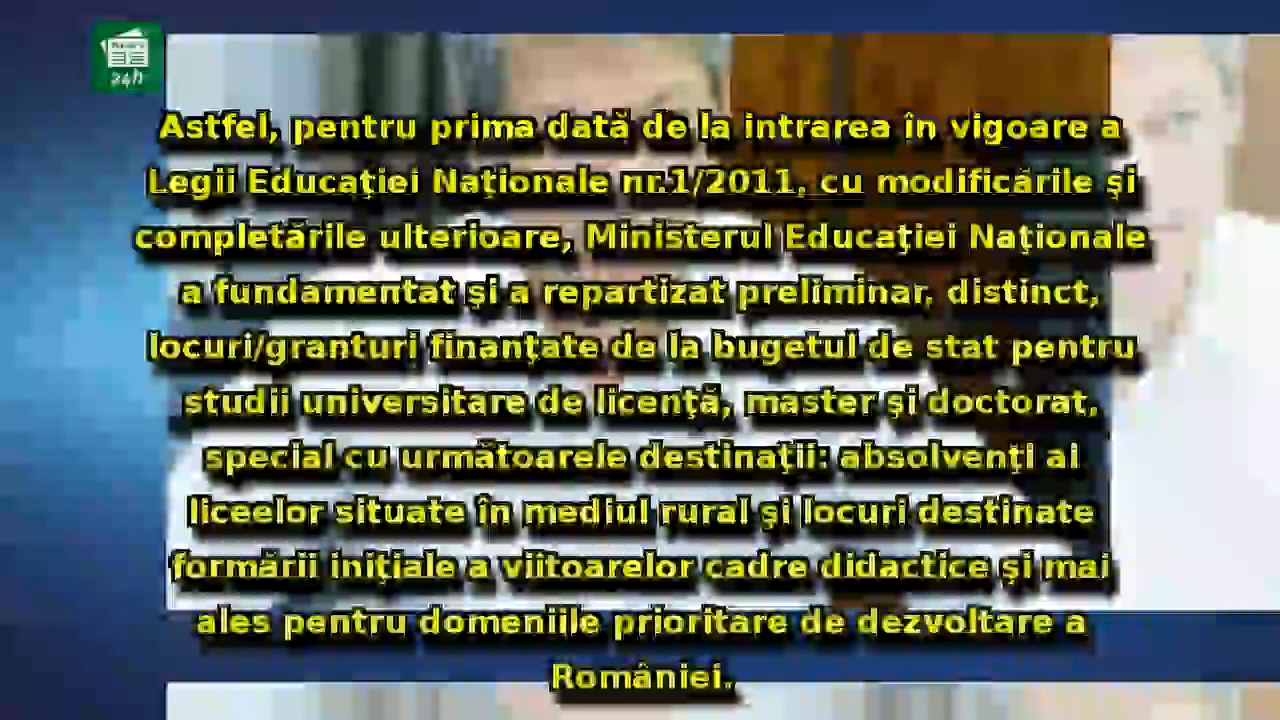 24h
Astfel, pentru prima dată de la intrarea în vigoare a
Legii Educaţiei Naţionale nr.1/2011, cu modificările şi
completările ulterioare, Ministerul Educaţiei Naţionale
a fundamentat şi a repartizat preliminar, distinct,
locuri/granturi finanţate de la bugetul de stat pentru
studii universitare de licenţă, master şi doctorat,
special cu următoarele destinaţii: absolvenţi ai
liceelor situate în mediul rural şi locuri destinate
formării iniţiale a viitoarelor cadre didactice şi mai
ales pentru domeniile prioritare de dezvoltare a
României.